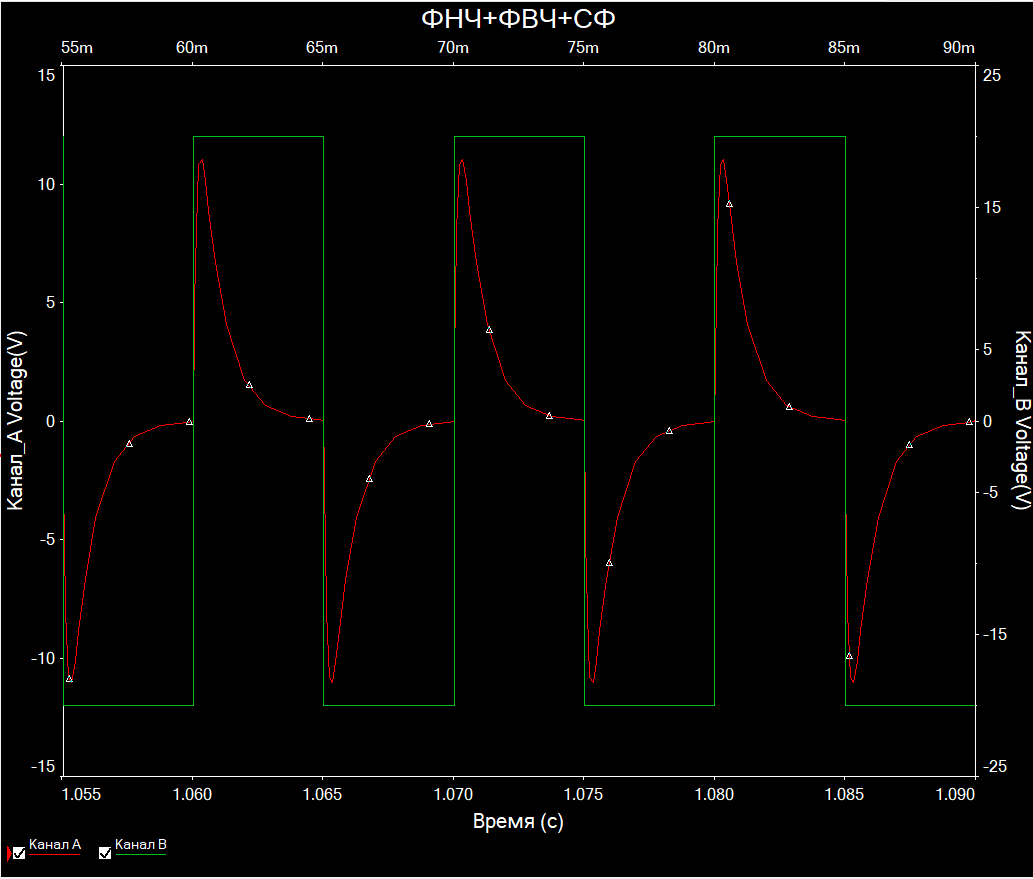 ФНЧ+ФВЧ+СФ
55m 60m 65m 70m 75m 80m 85m 90m
15 25
10 15
5 5
0 0
-5 -5
-10 -15
-15 -25
Канал_A Voltage(V)
Канал_B Voltage(V)
1.055 1.060 1.065 1.070 1.075 1.080 1.085 1.090
Время (с)
Канал A Канал B